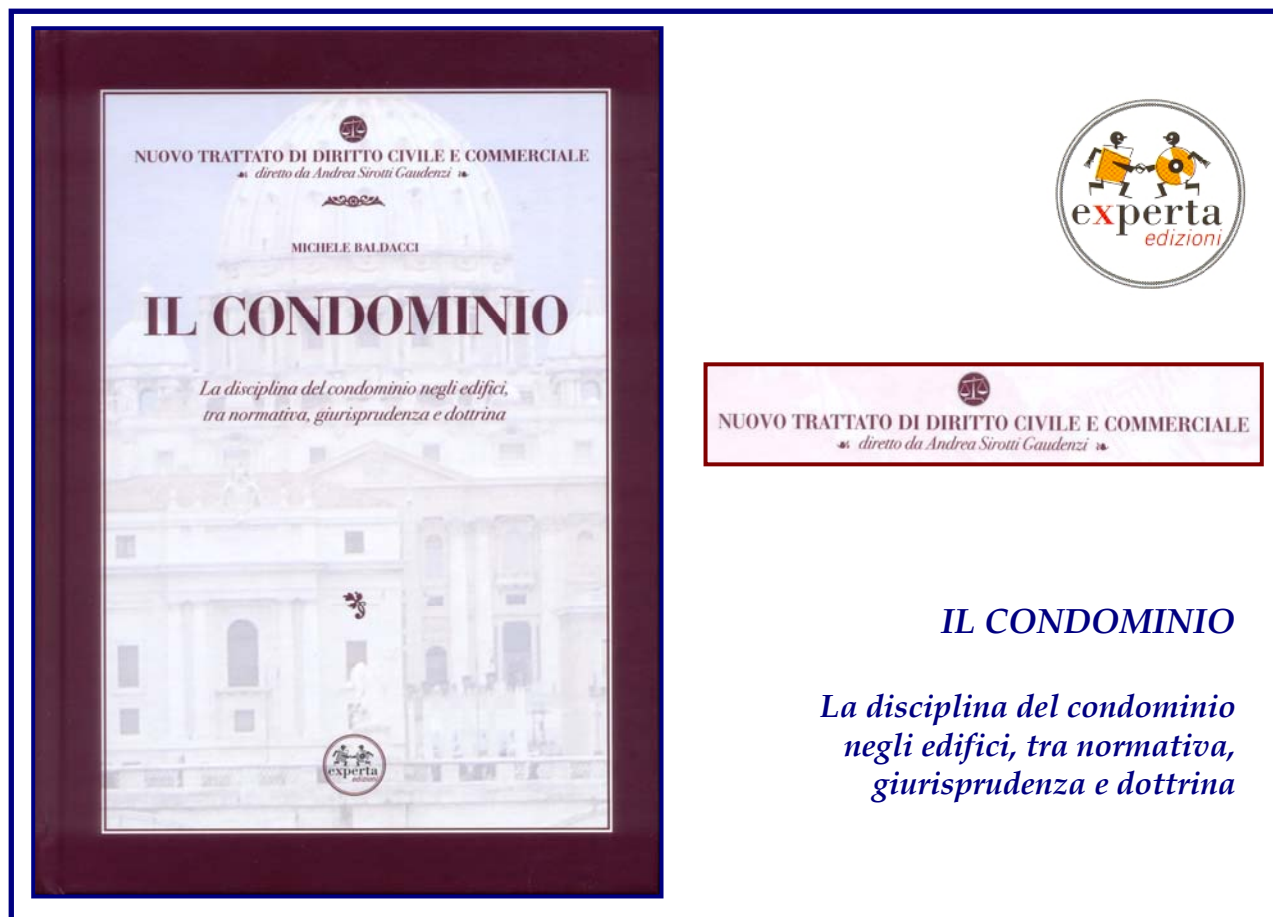 NUOVO TRATTATO DI DIRITTO CIVILE E COMMERCIALE
diretto da Andrea Sirotti Gaudenzi
MICHELE BALDACCI
IL CONDOMINIO
La disciplina del condominio negli edifici,
tra normativa, giurisprudenza e dottrina
experta
edizioni
experta
edizioni
NUOVO TRATTATO DI DIRITTO CIVILE E COMMERCIALE
diretto da Andrea Sirotti Gaudenzi
IL CONDOMINIO
La disciplina del condominio
negli edifici, tra normativa,
giurisprudenza e dottrina